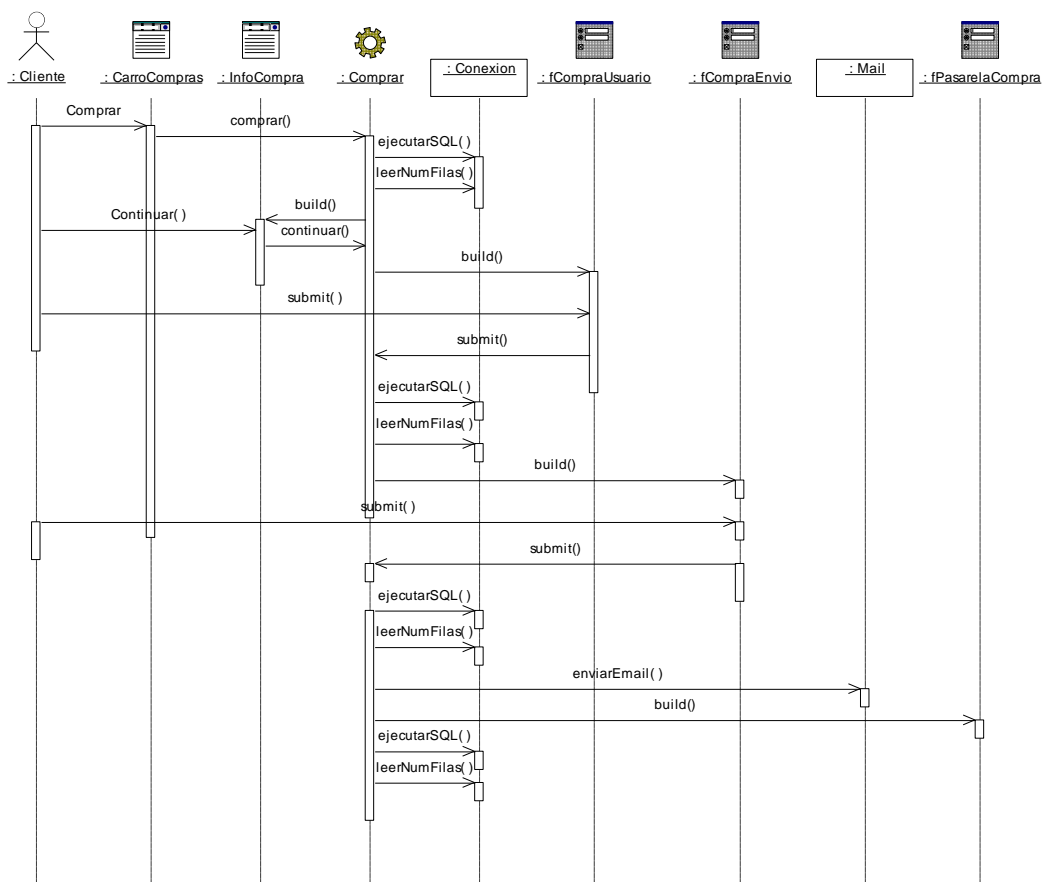 : Cliente
: CarroCompras
: InfoCompra
: Comprar
: Conexion
: fCompraUsuario
: fCompraEnvio
: Mail
: fPasarelaCompra
Comprar
comprar()
ejecutarSQL( )
leerNumFilas( )
build()
Continuar( )
continuar()
build()
submit( )
submit()
ejecutarSQL( )
leerNumFilas( )
build()
submit( )
submit()
ejecutarSQL( )
leerNumFilas( )
enviarEmail( )
build()
ejecutarSQL( )
leerNumFilas( )